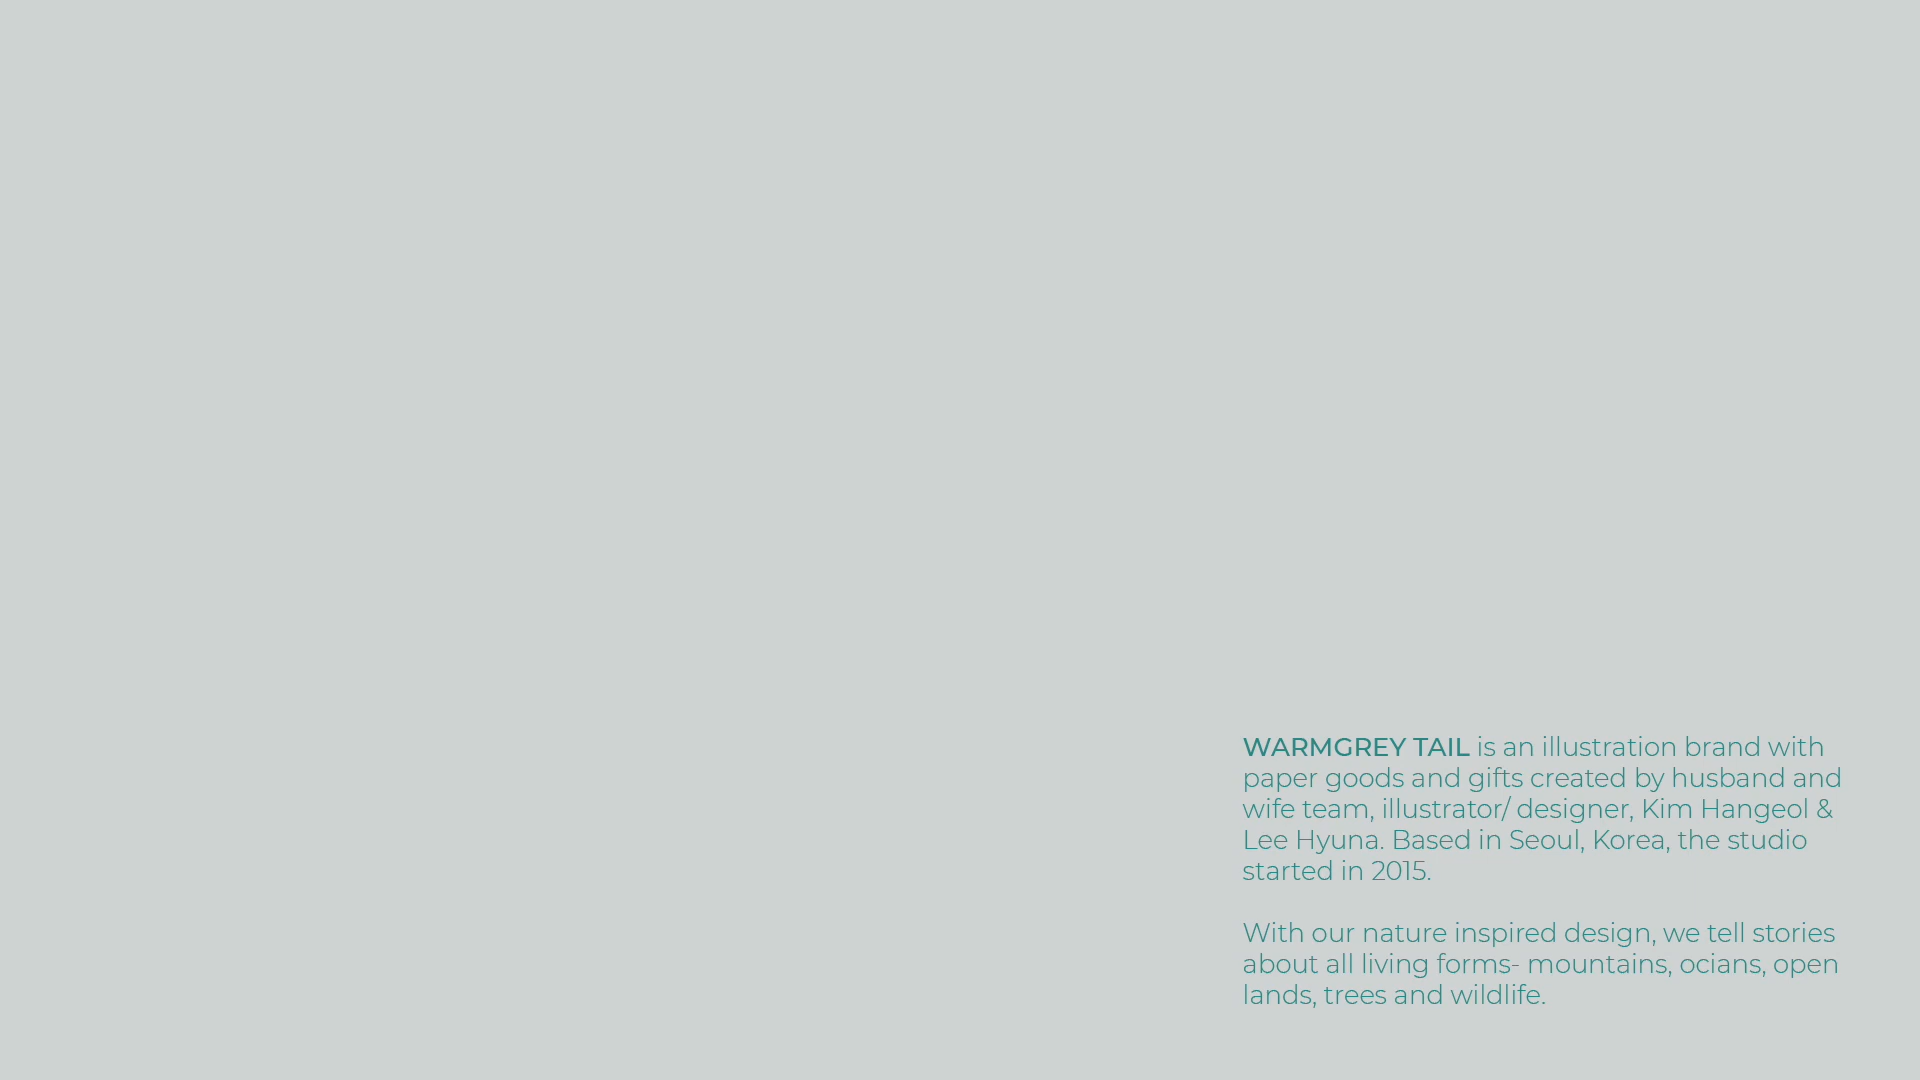 WARMGREY TAIL is an illustration brand with
paper goods and gifts created by husband and
wife team, illustrator/ designer, Kim Hangeol &
Lee Hyuna. Based in Seoul, Korea, the studio
started in 2015.
With our nature inspired design, we tell stories
about all living forms- mountains, ocians, open
lands, trees and wildlife.